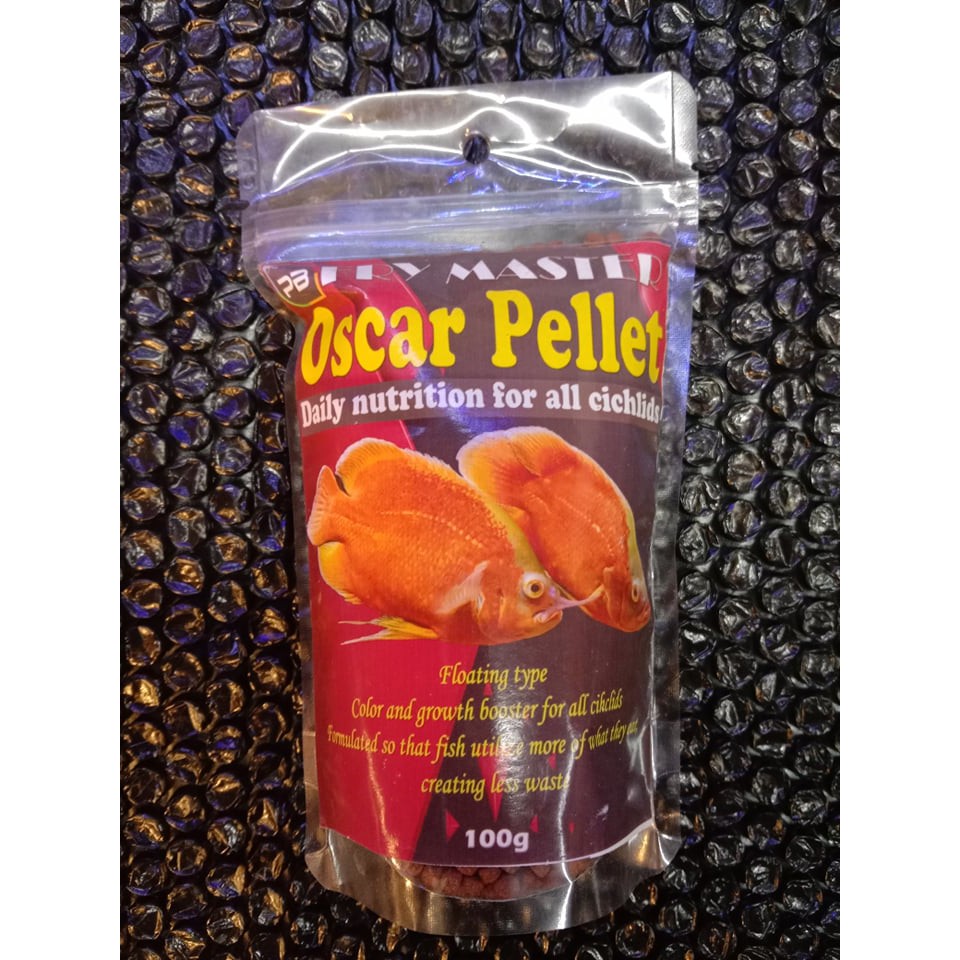 PB FRY MASTER
Oscar Pellet
Daily nutrition for all cichlids
Floating type
Color and growth booster for all cikclids
Formulated so that fish utilize more of what they eat,
creating less waste
100g